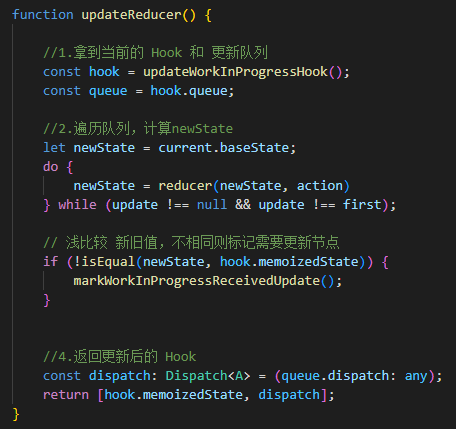 function updateReducer() {
//1.拿到当前的 Hook 和 更新队列
const hook = updateWorkInProgressHook();
const queue = hook.queue;
//2.遍历队列，计算newState
let newState = current.baseState;
do {
newState = reducer(newState, action)
} while (update !== null && update !== first);
// 浅比较 新旧值，不相同则标记需要更新节点
if (!isEqual(newState, hook.memoizedState)) {
markWorkInProgressReceivedUpdate();
}
//4.返回更新后的 Hook
const dispatch: Dispatch<A> = (queue.dispatch: any);
return [hook.memoizedState, dispatch];
}